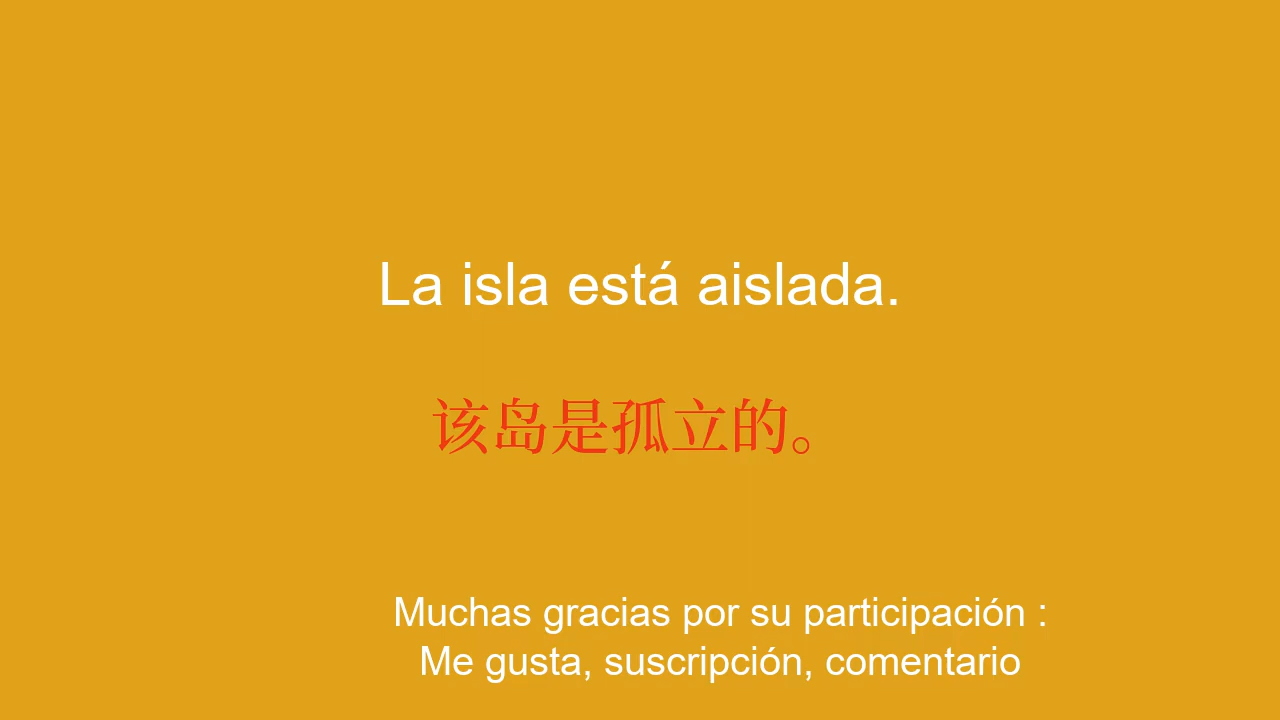 La isla está aislada.
该岛是孤立的。
Muchas gracias por su participación :
Me gusta, suscripción, comentario